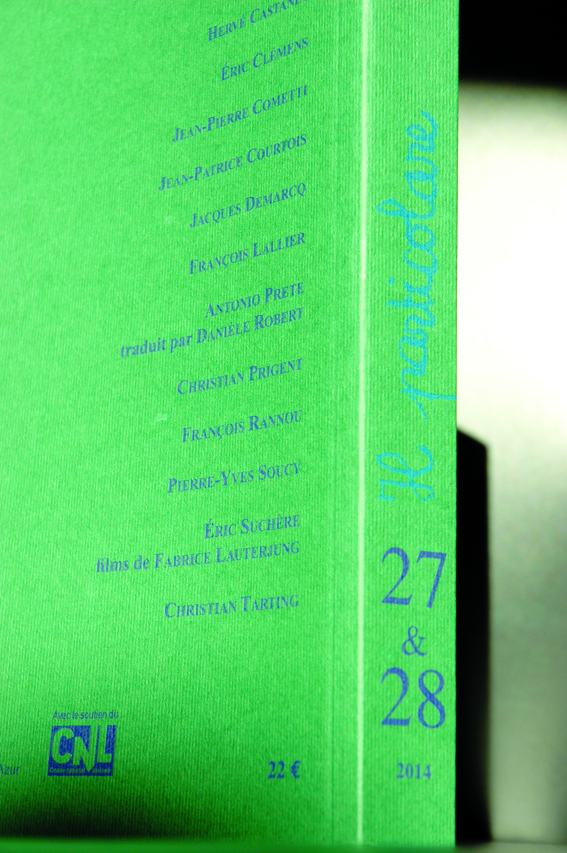 HERVÉ CASTANE
ÉRIC CLÉMENS
JEAN-PIERRE COMETTI
JEAN-PATRICE COURTOIS
JACQUES DEMARCQ
FRANÇOIS LALLIER
ANTONIO PRETE
traduit par DANIÈLE ROBERT
CHRISTIAN PRIGENT
FRANÇOIS RANNOU
PIERRE-YVES SOUCY
ÉRIC SUCHÈRE
films de FABRICE LAUTERJUNG
CHRISTIAN TARTING
Avec le soutien du
CNL
Azur
22 €
Il particolare
27
&
28
2014